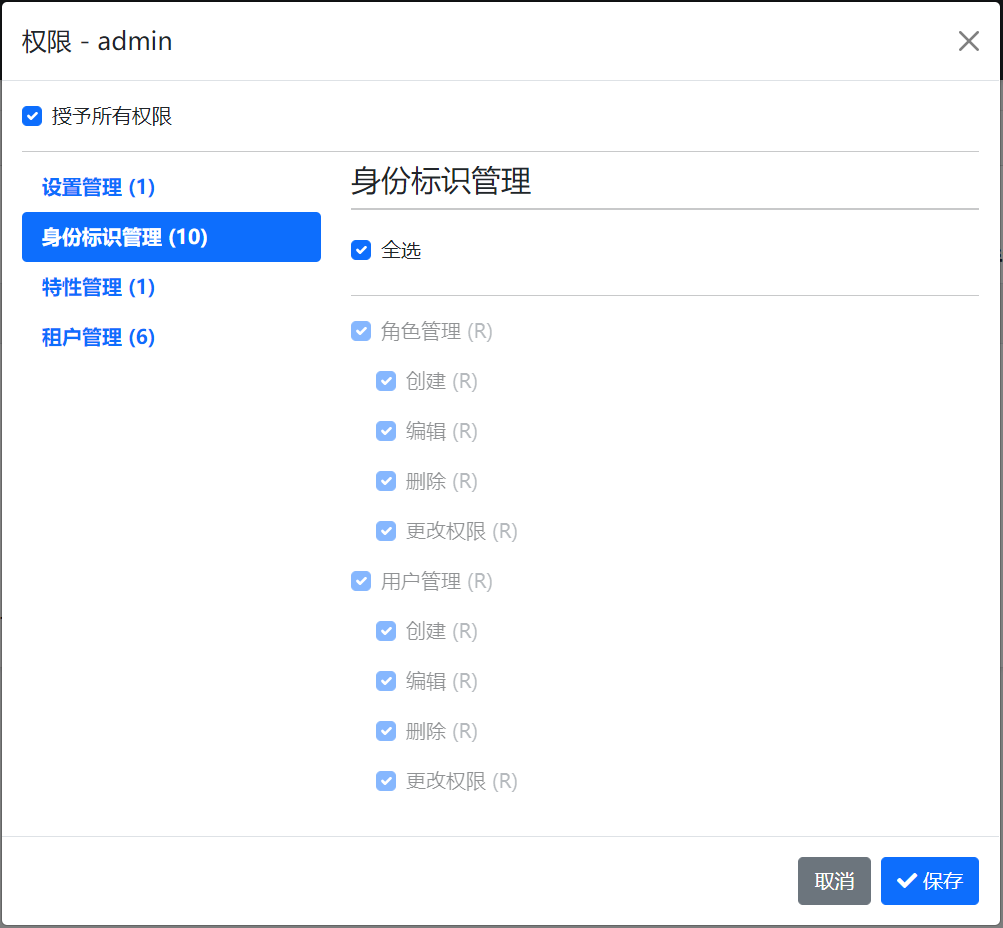 权限 - admin
授予所有权限
设置管理 (1)
身份标识管理 (10)
特性管理 (1)
租户管理 (6)
身份标识管理
全选
角色管理 (R)
创建 (R)
编辑 (R)
删除 (R)
更改权限 (R)
用户管理 (R)
创建 (R)
编辑 (R)
删除 (R)
更改权限 (R)
取消
保存